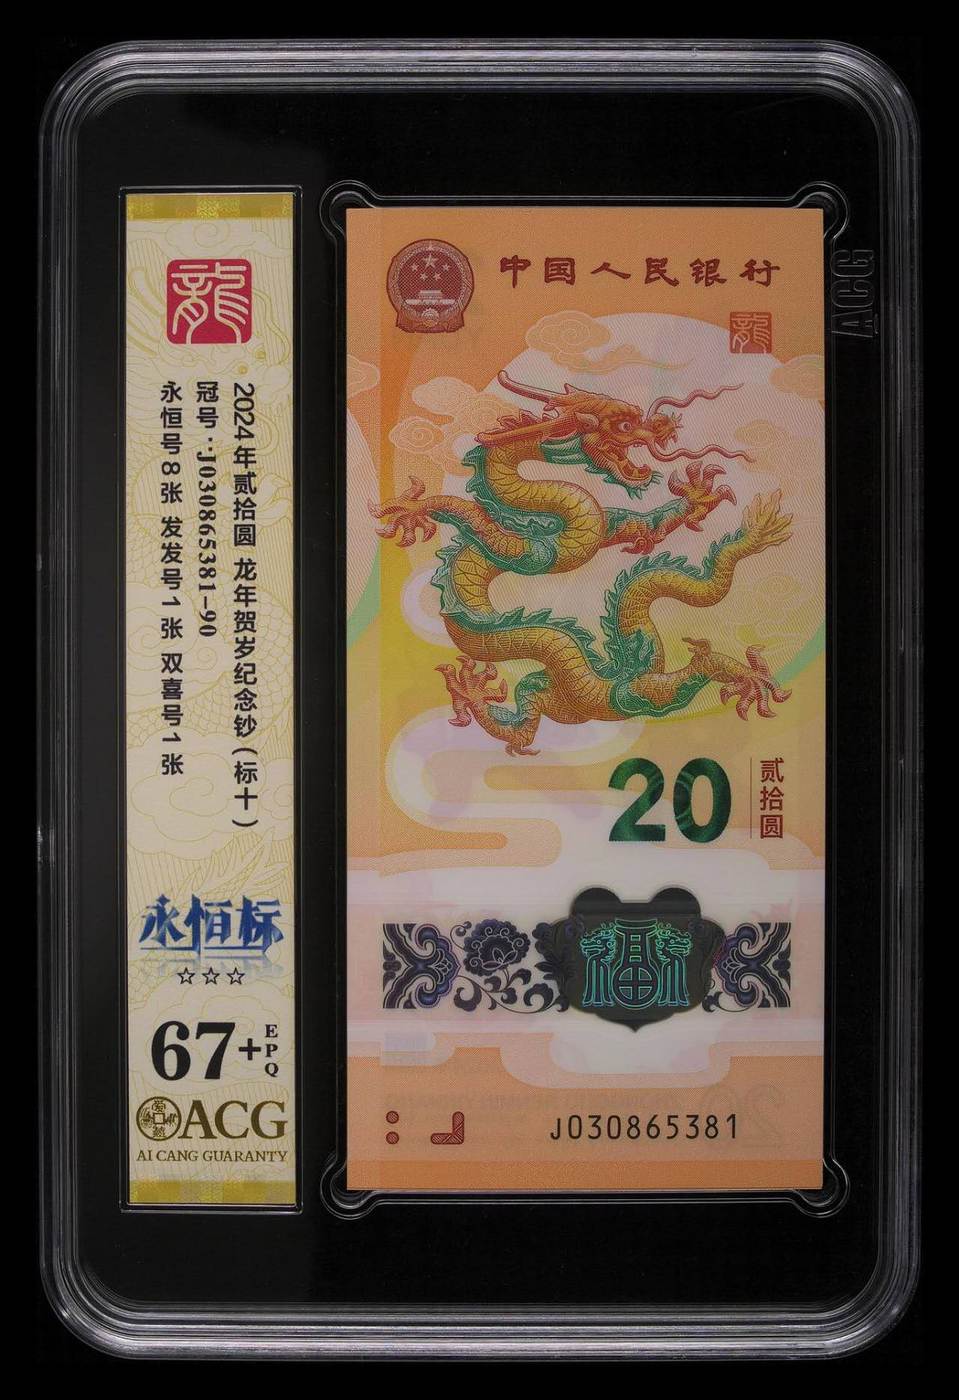 龍
2024年贰拾圆 龙年贺岁纪念钞(标十)
冠号:J030865381-90
永恒号8张 发发号1张 双喜号1张
永恒标
☆☆☆
67+
EPQ
ACG
AI CANG GUARANTY
中国人民银行
龍
20
贰拾圆
福
J030865381
ACG